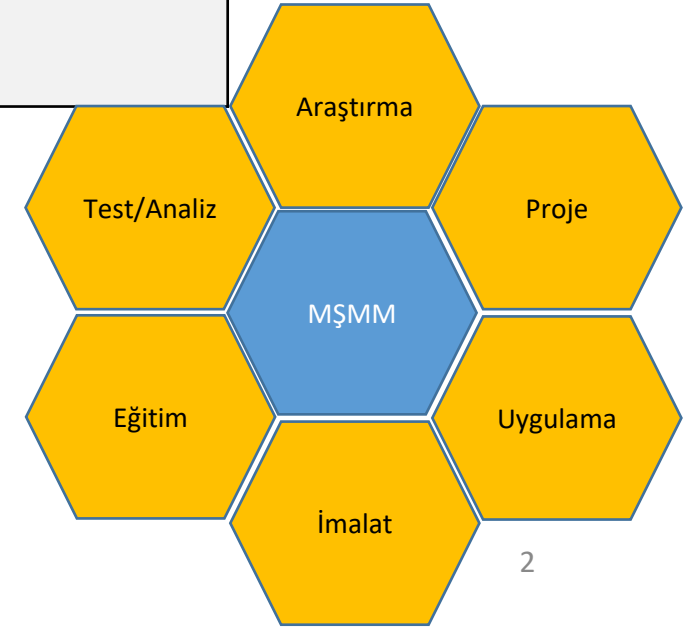 Araştırma
Test/Analiz
Proje
MŞMM
Eğitim
Uygulama
İmalat
2